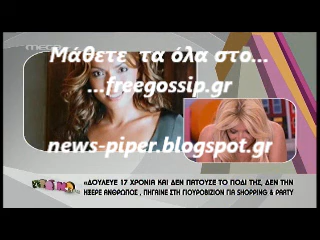 MEGA
Μάθετε τα όλα στο...
...freegossip.gr
news-piper.blogspot.gr
«ΔΟΥΛΕΥΕ 17 ΧΡΟΝΙΑ ΚΑΙ ΔΕΝ ΠΑΤΟΥΣΕ ΤΟ ΠΟΔΙ ΤΗΣ, ΔΕΝ ΤΗΝ
ΗΞΕΡΕ ΑΝΘΡΩΠΟΣ , ΠΗΓΑΙΝΕ ΣΤΗ ΓΙΟΥΡΟΒΙΖΙΟΝ ΓΙΑ SHOPPING & PARTY